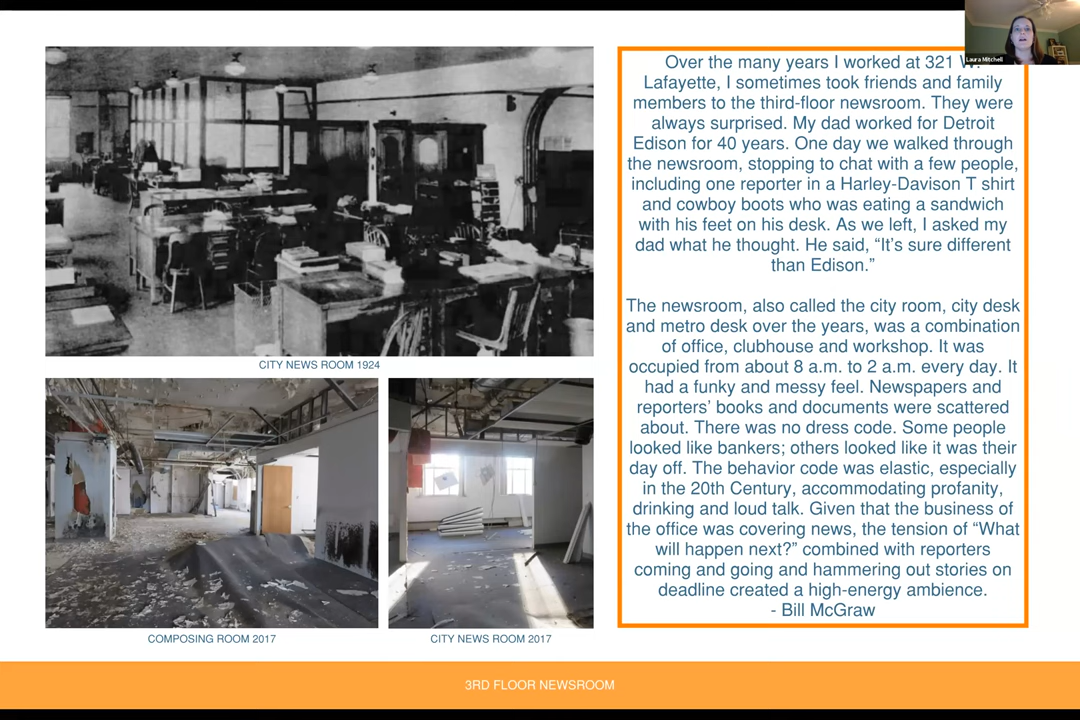 Laura Mitchell
Over the many years I worked at 321 W.
Lafayette, I sometimes took friends and family
members to the third-floor newsroom. They were
always surprised. My dad worked for Detroit
Edison for 40 years. One day we walked through
the newsroom, stopping to chat with a few people,
including one reporter in a Harley-Davison T shirt
and cowboy boots who was eating a sandwich
with his feet on his desk. As we left, I asked my
dad what he thought. He said, “It’s sure different
than Edison.”
The newsroom, also called the city room, city desk
and metro desk over the years, was a combination
of office, clubhouse and workshop. It was
occupied from about 8 a.m. to 2 a.m. every day. It
had a funky and messy feel. Newspapers and
reporters’ books and documents were scattered
about. There was no dress code. Some people
looked like bankers; others looked like it was their
day off. The behavior code was elastic, especially
in the 20th Century, accommodating profanity,
drinking and loud talk. Given that the business of
the office was covering news, the tension of “What
will happen next?” combined with reporters
coming and going and hammering out stories on
deadline created a high-energy ambience.
- Bill McGraw
CITY NEWS ROOM 1924
COMPOSING ROOM 2017
CITY NEWS ROOM 2017
3RD FLOOR NEWSROOM